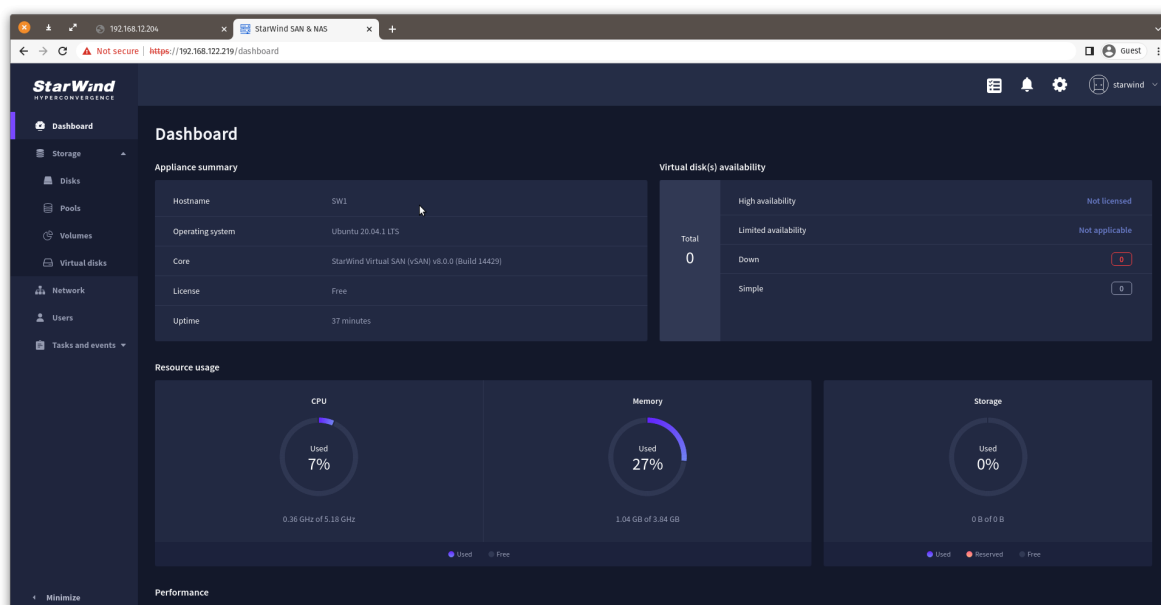 192.168.12.204
StarWind SAN & NAS
Not secure
https://192.168.122.219/dashboard
Guest
StarWind
HYPERCONVERGENCE
starwind
Dashboard
Storage
Disks
Pools
Volumes
Virtual disks
Network
Users
Tasks and events
Minimize
Dashboard
Appliance summary
Hostname SW1
Operating system Ubuntu 20.04.1 LTS
Core StarWind Virtual SAN (vSAN) v8.0.0 (Build 14429)
License Free
Uptime 37 minutes
Virtual disk(s) availability
Total
0
High availability Not licensed
Limited availability Not applicable
Down 0
Simple 0
Resource usage
CPU
Used
7%
0.36 GHz of 5.18 GHz
Memory
Used
27%
1.04 GB of 3.84 GB
Used Free
Storage
Used
0%
0 B of 0 B
Used Reserved Free
Performance